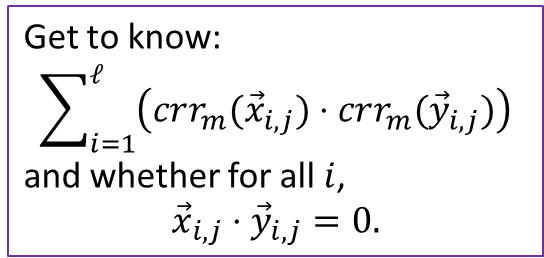 Get to know:
∑_{i=1}^{ℓ} (crr_m(x⃗_{i,j}) · crr_m(y⃗_{i,j}))
and whether for all i,
x⃗_{i,j} · y⃗_{i,j} = 0.